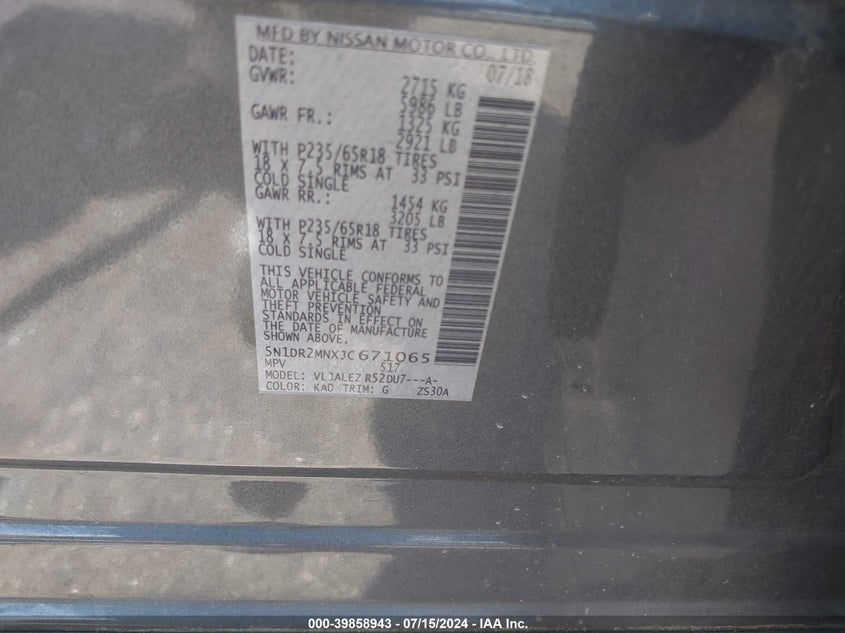 MFD BY NISSAN MOTOR CO., LTD.
DATE: 07/18
GVWR: 2715 KG
5986 LB
GAWR FR.: 1325 KG
2921 LB
WITH P235/65R18 TIRES
18 X 7.5 RIMS AT 33 PSI
COLD SINGLE
GAWR RR.: 1454 KG
3205 LB
WITH P235/65R18 TIRES
18 X 7.5 RIMS AT 33 PSI
COLD SINGLE
THIS VEHICLE CONFORMS TO
ALL APPLICABLE FEDERAL
MOTOR VEHICLE SAFETY AND
THEFT PREVENTION
STANDARDS IN EFFECT ON
THE DATE OF MANUFACTURE
SHOWN ABOVE.
5N1DR2MNXJC671065
MPV 517
MODEL: VLJALEZ R52DU7---A-
COLOR: KAD TRIM: G ZS30A
000-39858943 - 07/15/2024 - IAA Inc.